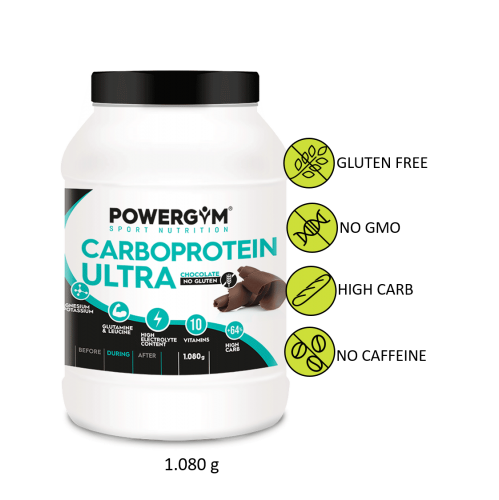 POWERGYM®
SPORT NUTRITION
CARBOPROTEIN
ULTRA
CHOCOLATE
NO GLUTEN
GNESIUM
POTASSIUM
GLUTAMINE
& LEUCINE
HIGH
ELECTROLYTE
CONTENT
10
VITAMINS
+64%
HIGH
CARB
BEFORE DURING AFTER 1.080g
GLUTEN FREE
NO GMO
HIGH CARB
NO CAFFEINE
1.080 g